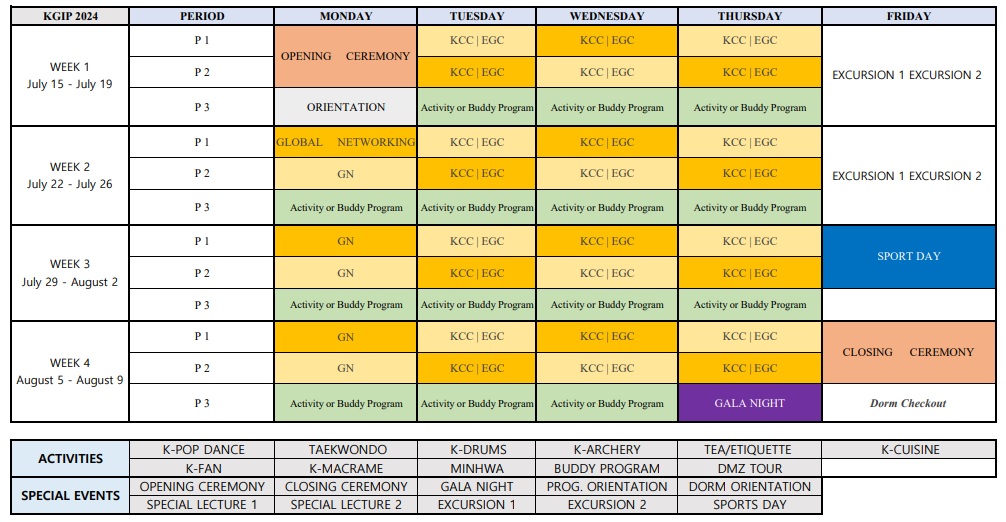 KGIP 2024 PERIOD MONDAY TUESDAY WEDNESDAY THURSDAY FRIDAY
WEEK 1
July 15 - July 19
P 1 OPENING CEREMONY KCC | EGC KCC | EGC KCC | EGC EXCURSION 1 EXCURSION 2
P 2 KCC | EGC KCC | EGC KCC | EGC
P 3 ORIENTATION Activity or Buddy Program Activity or Buddy Program Activity or Buddy Program
WEEK 2
July 22 - July 26
P 1 GLOBAL NETWORKING KCC | EGC KCC | EGC KCC | EGC EXCURSION 1 EXCURSION 2
P 2 GN KCC | EGC KCC | EGC KCC | EGC
P 3 Activity or Buddy Program Activity or Buddy Program Activity or Buddy Program Activity or Buddy Program
WEEK 3
July 29 - August 2
P 1 GN KCC | EGC KCC | EGC KCC | EGC SPORT DAY
P 2 GN KCC | EGC KCC | EGC KCC | EGC
P 3 Activity or Buddy Program Activity or Buddy Program Activity or Buddy Program Activity or Buddy Program
WEEK 4
August 5 - August 9
P 1 GN KCC | EGC KCC | EGC KCC | EGC CLOSING CEREMONY
P 2 GN KCC | EGC KCC | EGC KCC | EGC
P 3 Activity or Buddy Program Activity or Buddy Program Activity or Buddy Program GALA NIGHT Dorm Checkout
ACTIVITIES
K-POP DANCE TAEKWONDO K-DRUMS K-ARCHERY TEA/ETIQUETTE K-CUISINE
K-FAN K-MACRAME MINHWA BUDDY PROGRAM DMZ TOUR
SPECIAL EVENTS
OPENING CEREMONY CLOSING CEREMONY GALA NIGHT PROG. ORIENTATION DORM ORIENTATION
SPECIAL LECTURE 1 SPECIAL LECTURE 2 EXCURSION 1 EXCURSION 2 SPORTS DAY